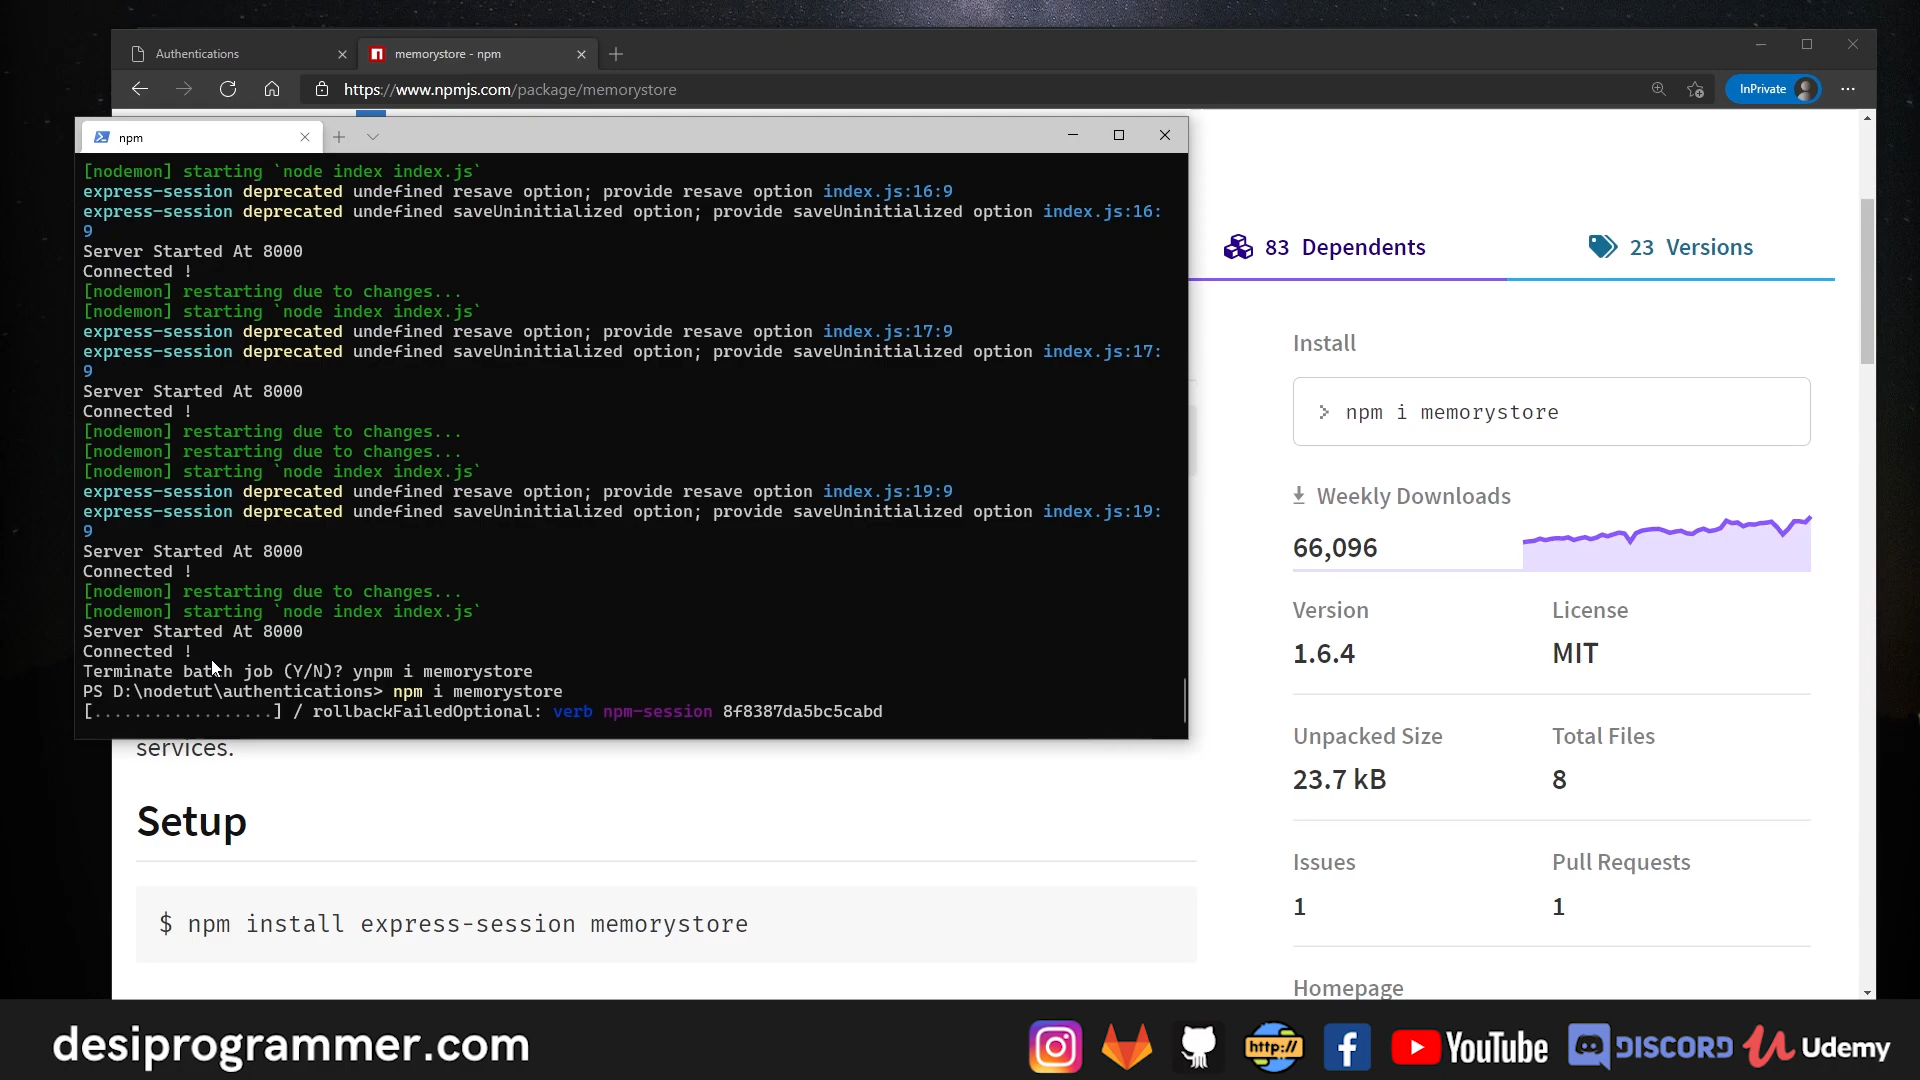 Authentications
memorystore - npm
https://www.npmjs.com/package/memorystore
InPrivate
npm
[nodemon] starting `node index index.js`
express-session deprecated undefined resave option; provide resave option index.js:16:9
express-session deprecated undefined saveUninitialized option; provide saveUninitialized option index.js:16:
9
Server Started At 8000
Connected !
[nodemon] restarting due to changes...
[nodemon] starting `node index index.js`
express-session deprecated undefined resave option; provide resave option index.js:17:9
express-session deprecated undefined saveUninitialized option; provide saveUninitialized option index.js:17:
9
Server Started At 8000
Connected !
[nodemon] restarting due to changes...
[nodemon] restarting due to changes...
[nodemon] starting `node index index.js`
express-session deprecated undefined resave option; provide resave option index.js:19:9
express-session deprecated undefined saveUninitialized option; provide saveUninitialized option index.js:19:
9
Server Started At 8000
Connected !
[nodemon] restarting due to changes...
[nodemon] starting `node index index.js`
Server Started At 8000
Connected !
Terminate batch job (Y/N)? ynpm i memorystore
PS D:\nodetut\authentications> npm i memorystore
[..................] / rollbackFailedOptional: verb npm-session 8f8387da5bc5cabd
services.
Setup
$ npm install express-session memorystore
83 Dependents
23 Versions
Install
> npm i memorystore
Weekly Downloads
66,096
Version
License
1.6.4
MIT
Unpacked Size
Total Files
23.7 kB
8
Issues
Pull Requests
1
1
Homepage
desiprogrammer.com
http://
YouTube
DISCORD
Udemy